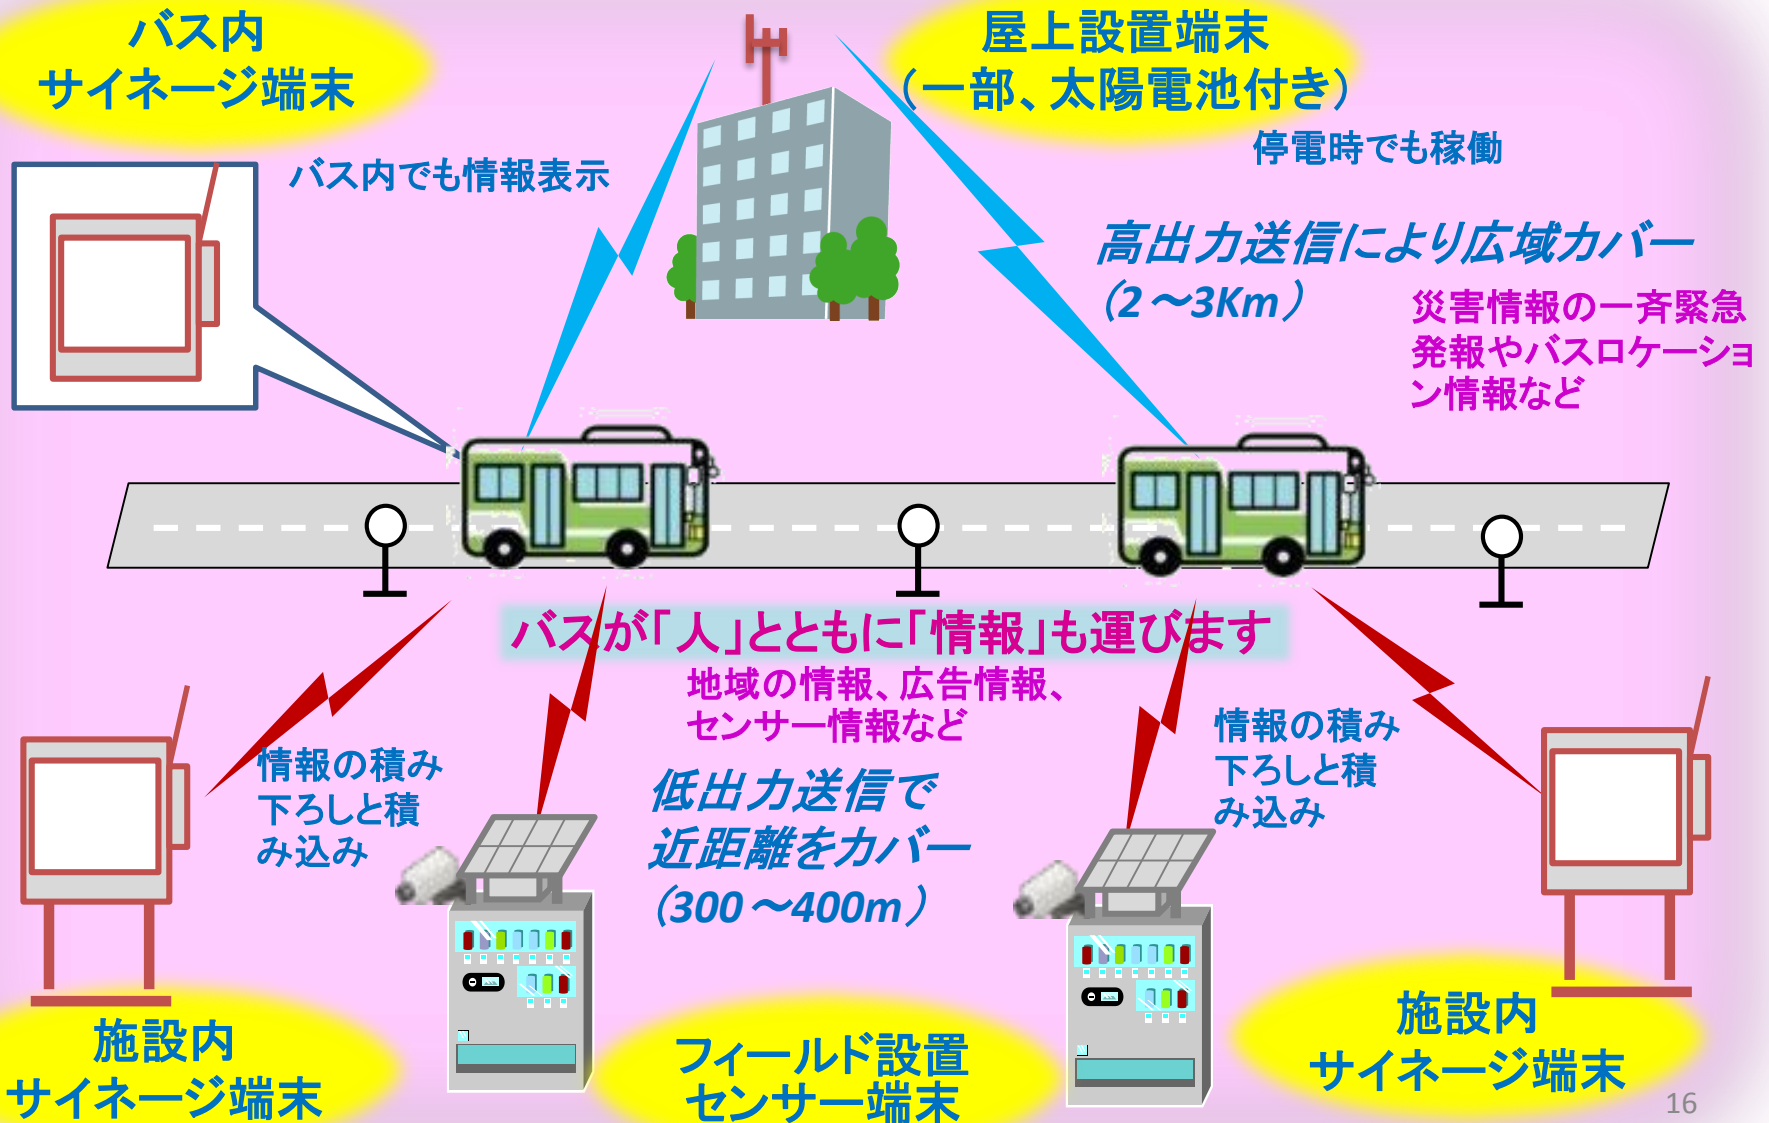 バス内
サイネージ端末
屋上設置端末
（一部、太陽電池付き）
停電時でも稼働
バス内でも情報表示
高出力送信により広域カバー
（2～3Km）
災害情報の一斉緊急
発報やバスロケーショ
ン情報など
バスが「人」とともに「情報」も運びます
地域の情報、広告情報、
センサー情報など
情報の積み
下ろしと積
み込み
低出力送信で
近距離をカバー
（300～400m）
情報の積み
下ろしと積
み込み
施設内
サイネージ端末
フィールド設置
センサー端末
施設内
サイネージ端末
16